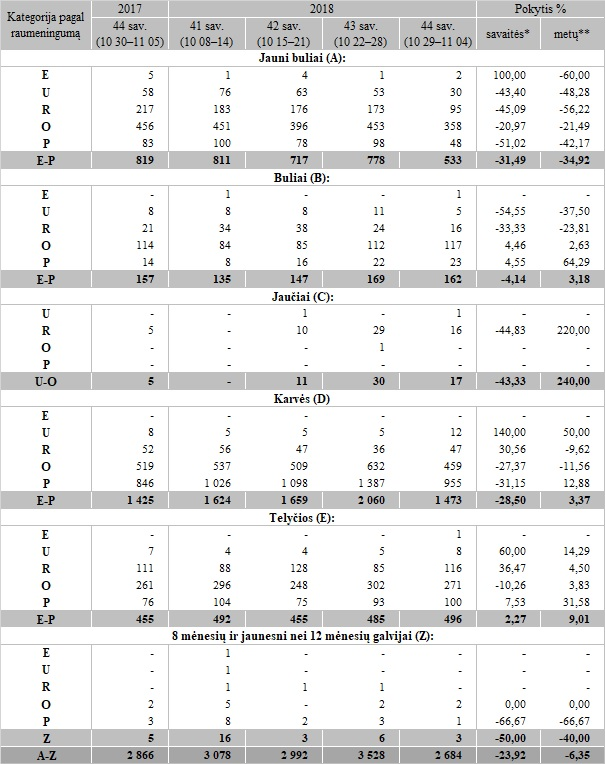 Kategorija pagal raumeningumą 2017 2018 Pokytis %
44 sav. (10 30–11 05) 41 sav. (10 08–14) 42 sav. (10 15–21) 43 sav. (10 22–28) 44 sav. (10 29–11 04) savaitės* metų**
Jauni buliai (A):
E 5 1 4 1 2 100,00 -60,00
U 58 76 63 53 30 -43,40 -48,28
R 217 183 176 173 95 -45,09 -56,22
O 456 451 396 453 358 -20,97 -21,49
P 83 100 78 98 48 -51,02 -42,17
E-P 819 811 717 778 533 -31,49 -34,92
Buliai (B):
E - 1 - - 1 - -
U 8 8 8 11 5 -54,55 -37,50
R 21 34 38 24 16 -33,33 -23,81
O 114 84 85 112 117 4,46 2,63
P 14 8 16 22 23 4,55 64,29
E-P 157 135 147 169 162 -4,14 3,18
Jaučiai (C):
U - - 1 - 1 - -
R 5 - 10 29 16 -44,83 220,00
O - - - 1 - - -
P - - - - - - -
U-O 5 - 11 30 17 -43,33 240,00
Karvės (D)
E - - - - - - -
U 8 5 5 5 12 140,00 50,00
R 52 56 47 36 47 30,56 -9,62
O 519 537 509 632 459 -27,37 -11,56
P 846 1 026 1 098 1 387 955 -31,15 12,88
E-P 1 425 1 624 1 659 2 060 1 473 -28,50 3,37
Telyčios (E):
E - - - - 1 - -
U 7 4 4 5 8 60,00 14,29
R 111 88 128 85 116 36,47 4,50
O 261 296 248 302 271 -10,26 3,83
P 76 104 75 93 100 7,53 31,58
E-P 455 492 455 485 496 2,27 9,01
8 mėnesių ir jaunesni nei 12 mėnesių galvijai (Z):
E - 1 - - - - -
U - 1 - - - - -
R - 1 1 1 - - -
O 2 5 - 2 2 0,00 0,00
P 3 8 2 3 1 -66,67 -66,67
Z 5 16 3 6 3 -50,00 -40,00
A-Z 2 866 3 078 2 992 3 528 2 684 -23,92 -6,35